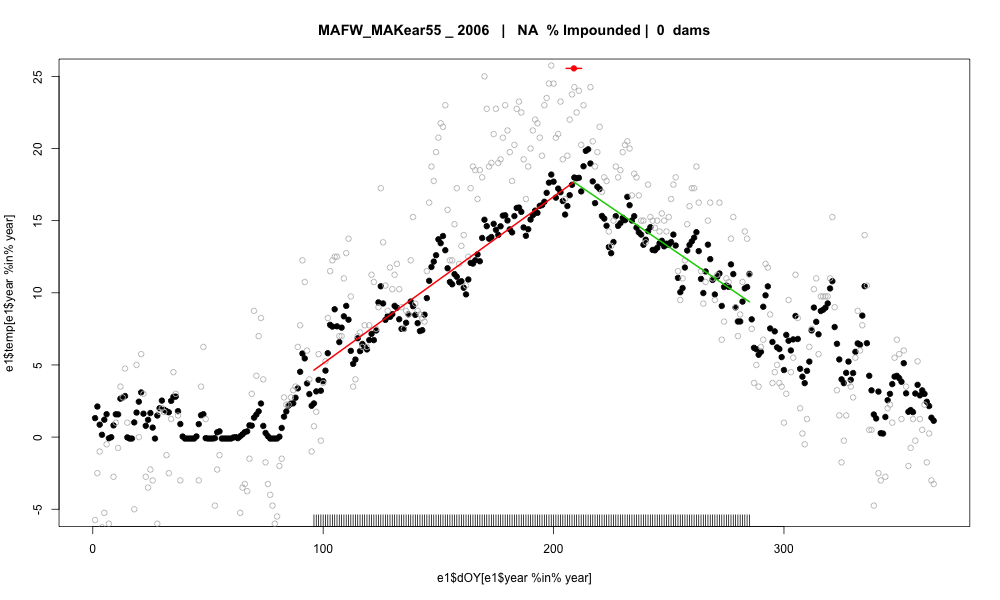 MAFW_MAKear55 _ 2006 | NA % Impounded | 0 dams
e1$temp[e1$year %in% year]
25
20
15
10
5
0
-5
0 100 200 300
e1$dOY[e1$year %in% year]